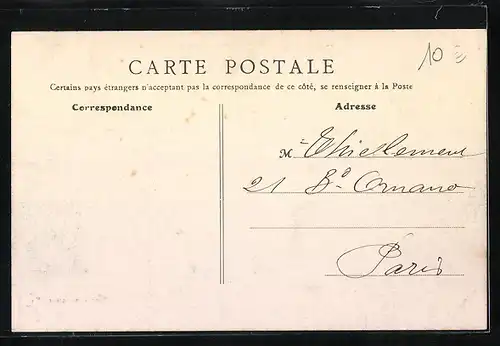 10
CARTE POSTALE
Certains pays étrangers n'acceptant pas la correspondance de ce côté, se renseigner à la Poste
Correspondance
Adresse
M Thiellement
21 Bd Ornano
Paris